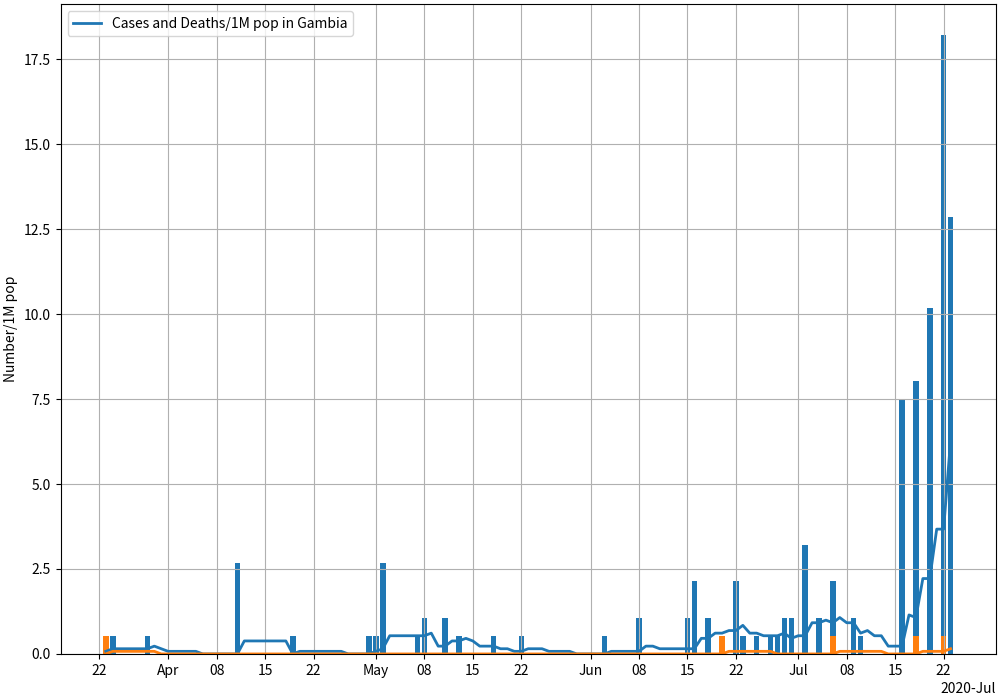 Cases and Deaths/1M pop in Gambia
Number/1M pop
17.5
15.0
12.5
10.0
7.5
5.0
2.5
0.0
22 Apr 08 15 22 May 08 15 22 Jun 08 15 22 Jul 08 15 22
2020-Jul